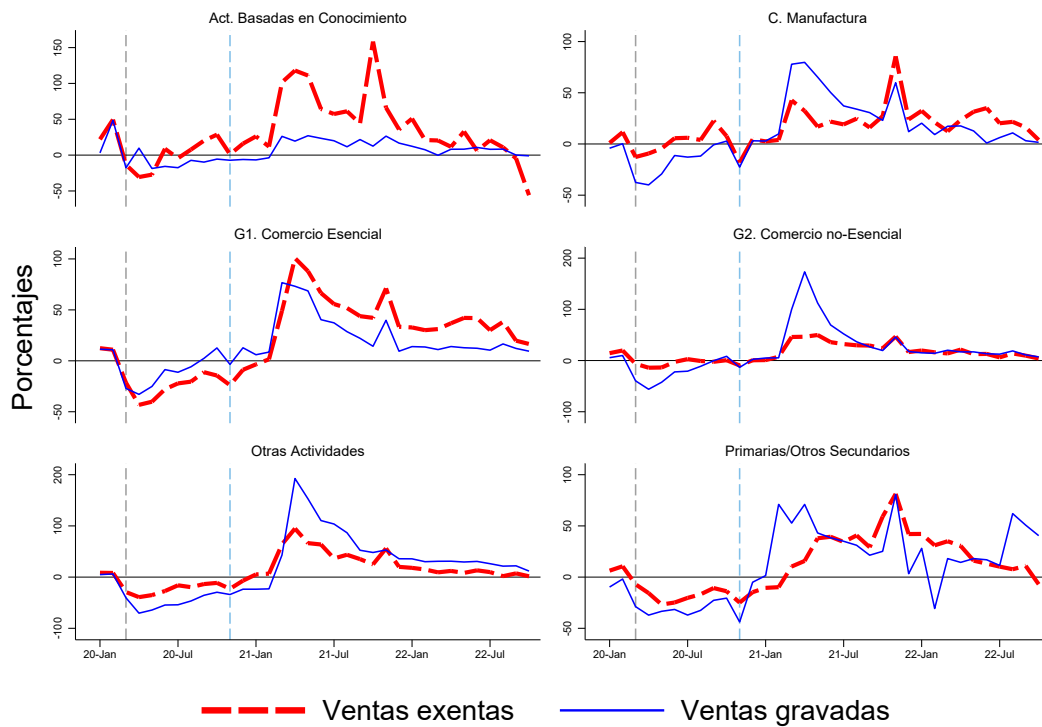 Act. Basadas en Conocimiento
C. Manufactura
150
100
50
0
-50
100
50
0
-50
G1. Comercio Esencial
G2. Comercio no-Esencial
100
50
0
-50
200
100
0
-100
Porcentajes
Otras Actividades
Primarias/Otros Secundarios
200
100
0
-100
100
50
0
-50
20-Jan 20-Jul 21-Jan 21-Jul 22-Jan 22-Jul
20-Jan 20-Jul 21-Jan 21-Jul 22-Jan 22-Jul
Ventas exentas Ventas gravadas